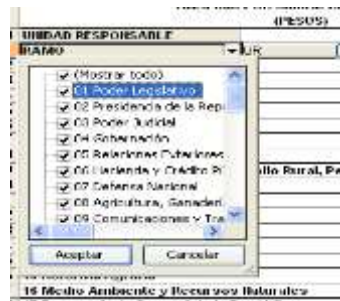 (PESOS)
UNIDAD RESPONSABLE
RAMO UR
(Mostrar todo)
01 Poder Legislativo
02 Presidencia de la Rep
03 Poder Judicial
04 Gobernación
05 Relaciones Exteriores
06 Hacienda y Crédito P
llo Rural, Pe
07 Defensa Nacional
08 Agricultura, Ganaderí
09 Comunicaciones y Tra
Aceptar Cancelar
16 Medio Ambiente y Recursos Naturales